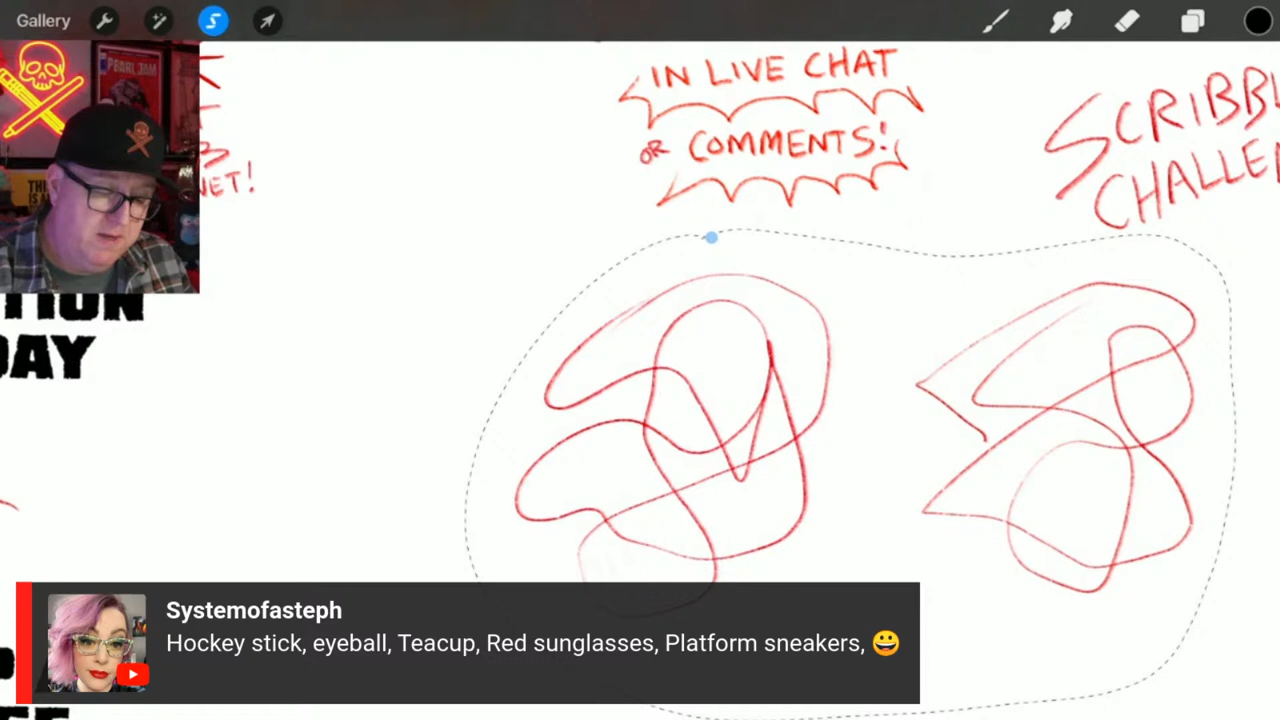 Gallery
PEARL JAM
IN LIVE CHAT
OR COMMENTS!
NET!
SCRIBBL
CHALLEN
TION
DAY
Systemofasteph
Hockey stick, eyeball, Teacup, Red sunglasses, Platform sneakers, 😀